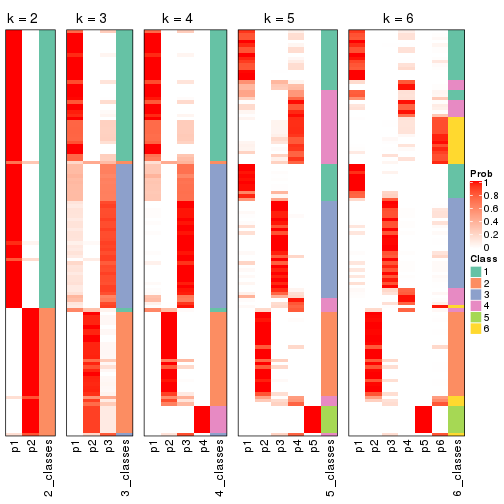 k = 2
k = 3
k = 4
k = 5
k = 6
p1
p2
2_classes
p1
p2
p3
3_classes
p1
p2
p3
p4
4_classes
p1
p2
p3
p4
p5
5_classes
p1
p2
p3
p4
p5
p6
6_classes
Prob
1
0.8
0.6
0.4
0.2
0
Class
1
2
3
4
5
6